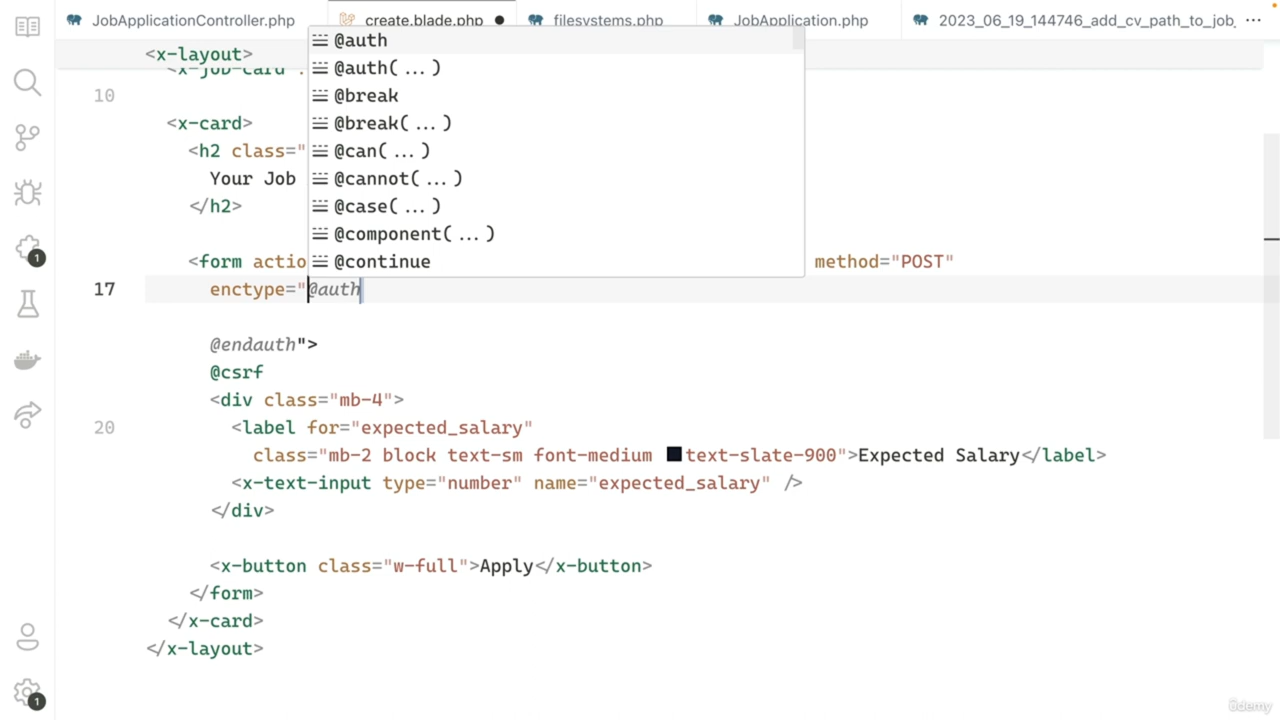 JobApplicationController.php create.blade.php filesystems.php JobApplication.php 2023_06_19_144746_add_cv_path_to_job_ ...
<x-layout>
10
<x-card>
<h2 class="
Your Job
</h2>
<form actio method="POST"
17 enctype="@auth
@endauth">
@csrf
<div class="mb-4">
20 <label for="expected_salary"
class="mb-2 block text-sm font-medium text-slate-900">Expected Salary</label>
<x-text-input type="number" name="expected_salary" />
</div>
<x-button class="w-full">Apply</x-button>
</form>
</x-card>
</x-layout>
@auth
@auth(...)
@break
@break(...)
@can(...)
@cannot(...)
@case(...)
@component(...)
@continue
1
1
ûdemy